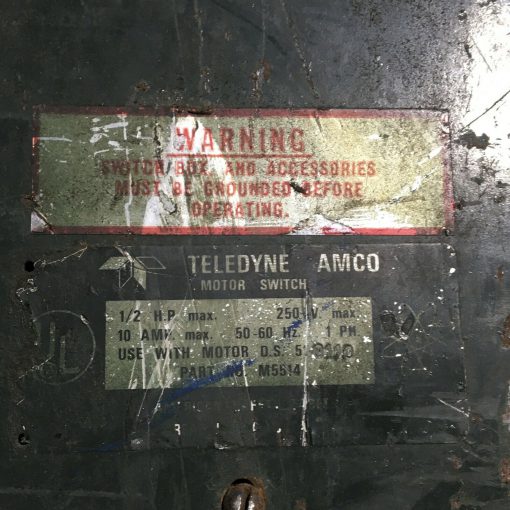 WARNING
SWITCH BOX AND ACCESSORIES
MUST BE GROUNDED BEFORE
OPERATING.
TELEDYNE AMCO
MOTOR SWITCH
1/2 H.P. max. 250 V. max.
10 AMP. max. 50-60 HZ. 1 PH.
USE WITH MOTOR D.S.
PART NO. M5514